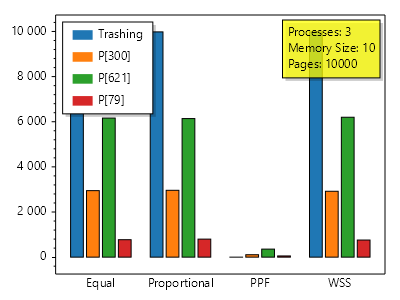 10 000
8 000
6 000
4 000
2 000
0
Trashing
P[300]
P[621]
P[79]
Processes: 3
Memory Size: 10
Pages: 10000
Equal
Proportional
PPF
WSS